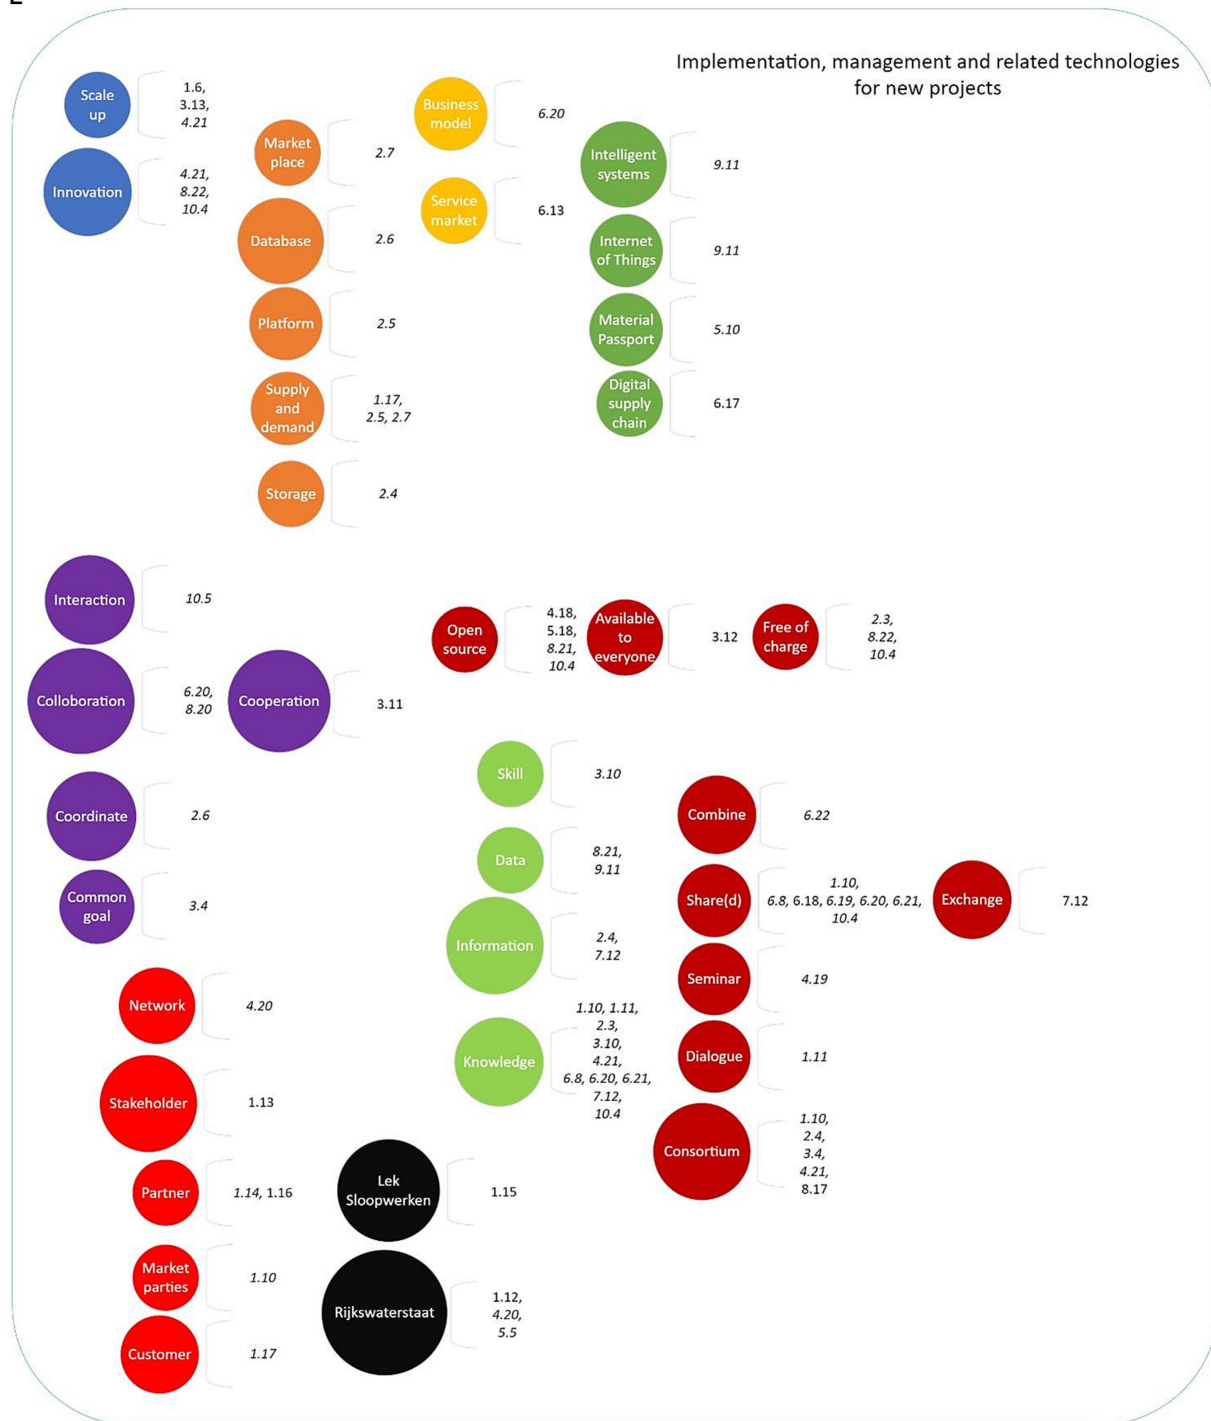 E
Implementation, management and related technologies
for new projects
Scale
up
1.6,
3.13,
4.21
Innovation
4.21,
8.22,
10.4
Market
place
2.7
Database
2.6
Platform
2.5
Supply
and
demand
1.17,
2.5, 2.7
Storage
2.4
Business
model
6.20
Service
market
6.13
Intelligent
systems
9.11
Internet
of Things
9.11
Material
Passport
5.10
Digital
supply
chain
6.17
Interaction
10.5
Colloboration
6.20,
8.20
Cooperation
3.11
Coordinate
2.6
Common
goal
3.4
Open
source
4.18,
5.18,
8.21,
10.4
Available
to
everyone
3.12
Free of
charge
2.3,
8.22,
10.4
Skill
3.10
Data
8.21,
9.11
Information
2.4,
7.12
Knowledge
1.10, 1.11,
2.3,
3.10,
4.21,
6.8, 6.20, 6.21,
7.12,
10.4
Combine
6.22
Share(d)
1.10,
6.8, 6.18, 6.19, 6.20, 6.21,
10.4
Exchange
7.12
Seminar
4.19
Dialogue
1.11
Consortium
1.10,
2.4,
3.4,
4.21,
8.17
Network
4.20
Stakeholder
1.13
Partner
1.14, 1.16
Market
parties
1.10
Customer
1.17
Lek
Sloopwerken
1.15
Rijkswaterstaat
1.12,
4.20,
5.5